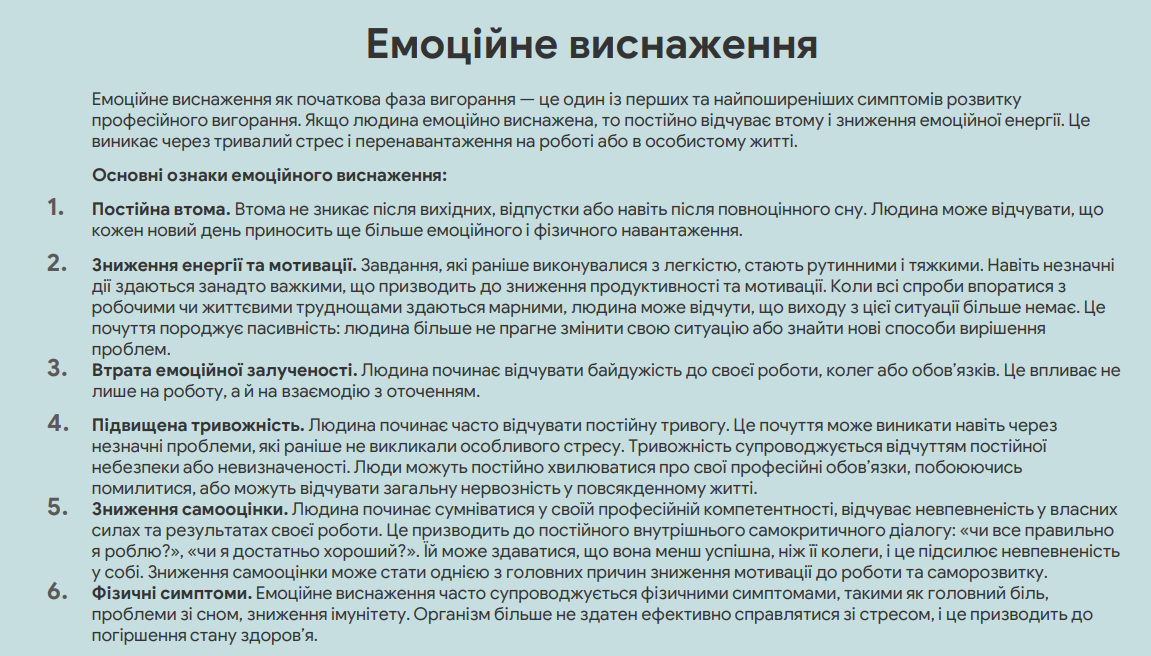 Емоційне виснаження
Емоційне виснаження як початкова фаза вигорання — це один із перших та найпоширеніших симптомів розвитку
професійного вигорання. Якщо людина емоційно виснажена, то постійно відчуває втому і зниження емоційної енергії. Це
виникає через тривалий стрес і перенавантаження на роботі або в особистому житті.
Основні ознаки емоційного виснаження:
1. Постійна втома. Втома не зникає після вихідних, відпустки або навіть після повноцінного сну. Людина може відчувати, що
кожен новий день приносить ще більше емоційного і фізичного навантаження.
2. Зниження енергії та мотивації. Завдання, які раніше виконувалися з легкістю, стають рутинними і тяжкими. Навіть незначні
дії здаються занадто важкими, що призводить до зниження продуктивності та мотивації. Коли всі спроби впоратися з
робочими чи життєвими труднощами здаються марними, людина може відчути, що виходу з цієї ситуації більше немає. Це
почуття породжує пасивність: людина більше не прагне змінити свою ситуацію або знайти нові способи вирішення
проблем.
3. Втрата емоційної залученості. Людина починає відчувати байдужість до своєї роботи, колег або обов’язків. Це впливає не
лише на роботу, а й на взаємодію з оточенням.
4. Підвищена тривожність. Людина починає часто відчувати постійну тривогу. Це почуття може виникати навіть через
незначні проблеми, які раніше не викликали особливого стресу. Тривожність супроводжується відчуттям постійної
небезпеки або невизначеності. Люди можуть постійно хвилюватися про свої професійні обов’язки, побоюючись
помилитися, або можуть відчувати загальну нервозність у повсякденному житті.
5. Зниження самооцінки. Людина починає сумніватися у своїй професійній компетентності, відчуває невпевненість у власних
силах та результатах своєї роботи. Це призводить до постійного внутрішнього самокритичного діалогу: «чи все правильно
я роблю?», «чи я достатньо хороший?». Їй може здаватися, що вона менш успішна, ніж її колеги, і це підсилює невпевненість
у собі. Зниження самооцінки може стати однією з головних причин зниження мотивації до роботи та саморозвитку.
6. Фізичні симптоми. Емоційне виснаження часто супроводжується фізичними симптомами, такими як головний біль,
проблеми зі сном, зниження імунітету. Організм більше не здатен ефективно справлятися зі стресом, і це призводить до
погіршення стану здоров’я.